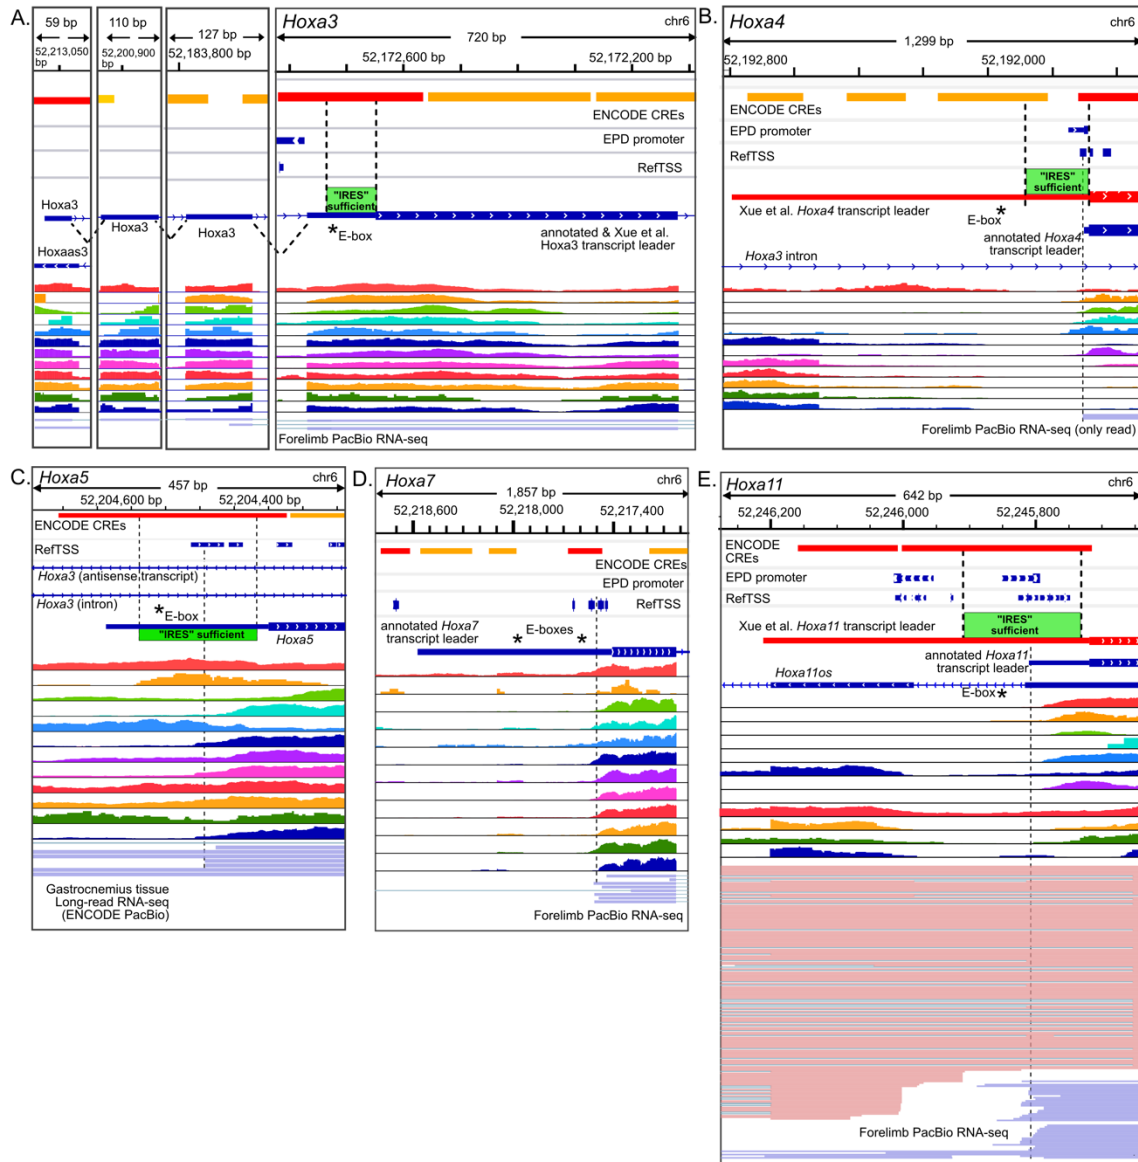 A.
59 bp
52,213,050
bp
110 bp
52,200,900
bp
127 bp
52,183,800 bp
Hoxa3
chr6
720 bp
52,172,600 bp
52,172,200 bp
ENCODE CREs
EPD promoter
RefTSS
"IRES"
sufficient
*E-box
annotated & Xue et al.
Hoxa3 transcript leader
Hoxa3
Hoxa3
Hoxa3
Hoxaas3
Forelimb PacBio RNA-seq
B.
Hoxa4
chr6
1,299 bp
52,192,800
52,192,000
ENCODE CREs
EPD promoter
RefTSS
"IRES"
sufficient
Xue et al. Hoxa4 transcript leader
E-box *
annotated Hoxa4
transcript leader
Hoxa3 intron
Forelimb PacBio RNA-seq (only read)
C.
Hoxa5
chr6
457 bp
52,204,600 bp
52,204,400 bp
ENCODE CREs
RefTSS
Hoxa3 (antisense transcript)
Hoxa3 (intron)
*E-box
"IRES" sufficient
Hoxa5
Gastrocnemius tissue
Long-read RNA-seq
(ENCODE PacBio)
D.
Hoxa7
chr6
1,857 bp
52,218,600
52,218,000
52,217,400
ENCODE CREs
EPD promoter
RefTSS
annotated Hoxa7
transcript leader
E-boxes
* *
Forelimb PacBio RNA-seq
E.
Hoxa11
chr6
642 bp
52,246,200
52,246,000
52,245,800
ENCODE
CREs
EPD promoter
RefTSS
"IRES"
sufficient
Xue et al. Hoxa11 transcript leader
annotated Hoxa11
transcript leader
Hoxa11os
E-box*
Forelimb PacBio RNA-seq